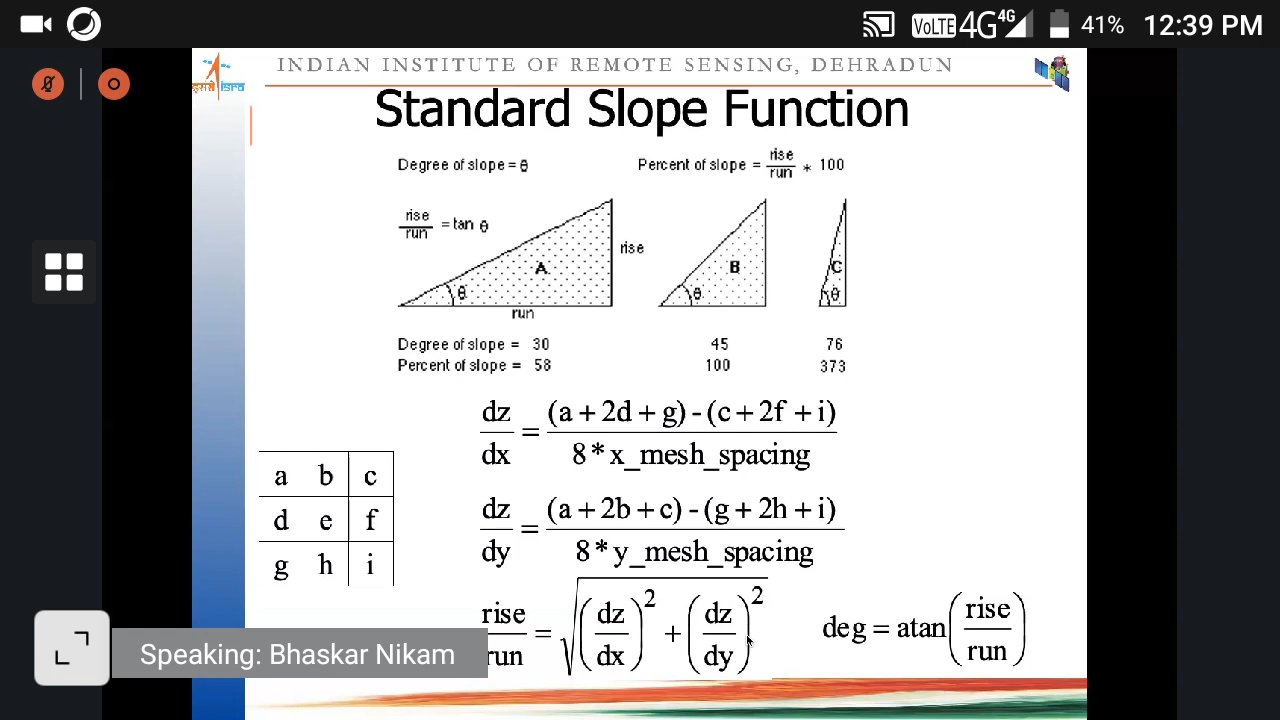 VoLTE 4G 4G 41% 12:39 PM
इसरो isro
INDIAN INSTITUTE OF REMOTE SENSING, DEHRADUN
Standard Slope Function
Degree of slope = θ
Percent of slope = rise/run * 100
rise/run = tan θ
rise
A
B
C
θ
θ
θ
run
Degree of slope = 30 45 76
Percent of slope = 58 100 373
dz/dx = (a + 2d + g) - (c + 2f + i) / 8 * x_mesh_spacing
a b c
d e f
g h i
dz/dy = (a + 2b + c) - (g + 2h + i) / 8 * y_mesh_spacing
rise/run = √((dz/dx)² + (dz/dy)²)
deg = atan(rise/run)
Speaking: Bhaskar Nikam